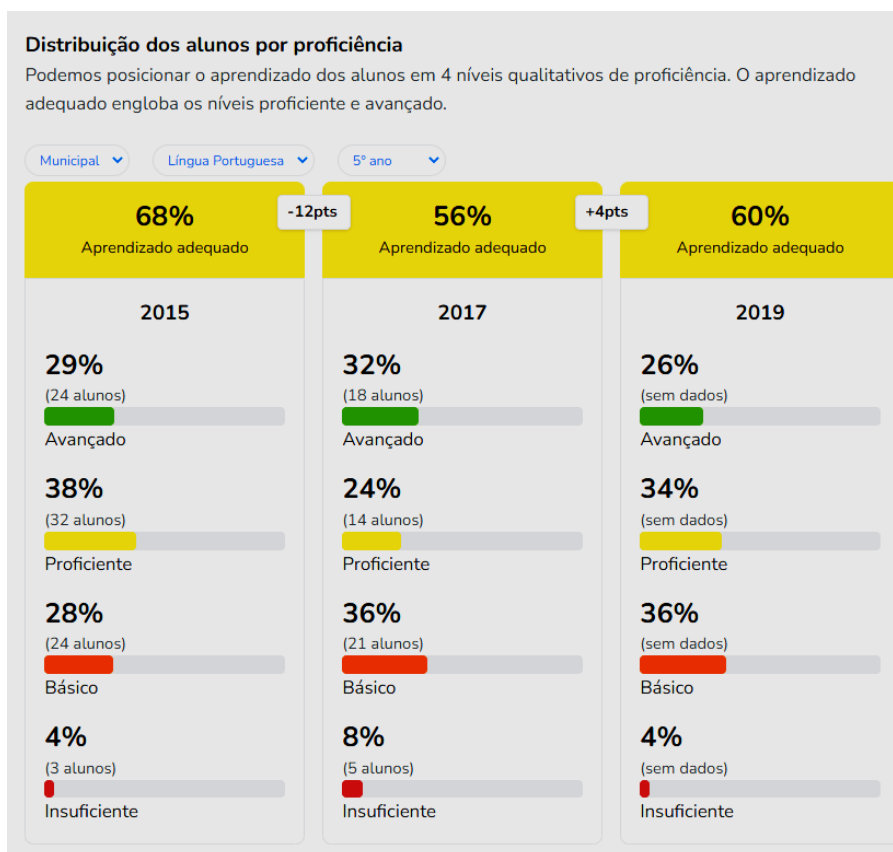 Distribuição dos alunos por proficiência
Podemos posicionar o aprendizado dos alunos em 4 níveis qualitativos de proficiência. O aprendizado
adequado engloba os níveis proficiente e avançado.
Municipal
Língua Portuguesa
5° ano
68%
Aprendizado adequado
-12pts
56%
Aprendizado adequado
+4pts
60%
Aprendizado adequado
2015
29%
(24 alunos)
Avançado
38%
(32 alunos)
Proficiente
28%
(24 alunos)
Básico
4%
(3 alunos)
Insuficiente
2017
32%
(18 alunos)
Avançado
24%
(14 alunos)
Proficiente
36%
(21 alunos)
Básico
8%
(5 alunos)
Insuficiente
2019
26%
(sem dados)
Avançado
34%
(sem dados)
Proficiente
36%
(sem dados)
Básico
4%
(sem dados)
Insuficiente